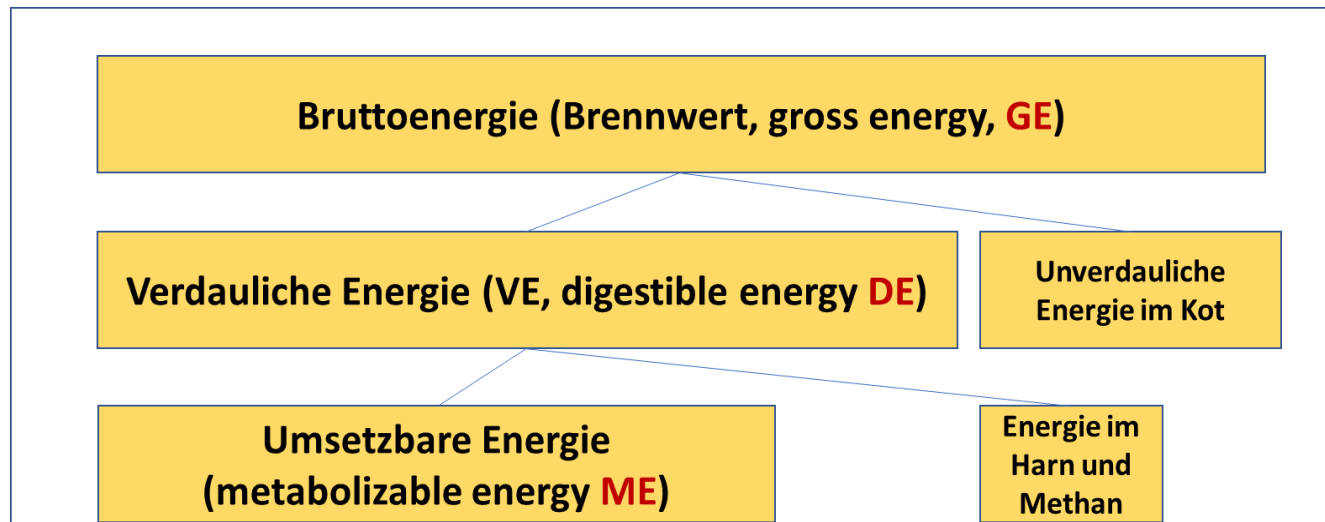 Bruttoenergie (Brennwert, gross energy, GE)
Verdauliche Energie (VE, digestible energy DE)
Unverdauliche
Energie im Kot
Umsetzbare Energie
(metabolizable energy ME)
Energie im
Harn und
Methan